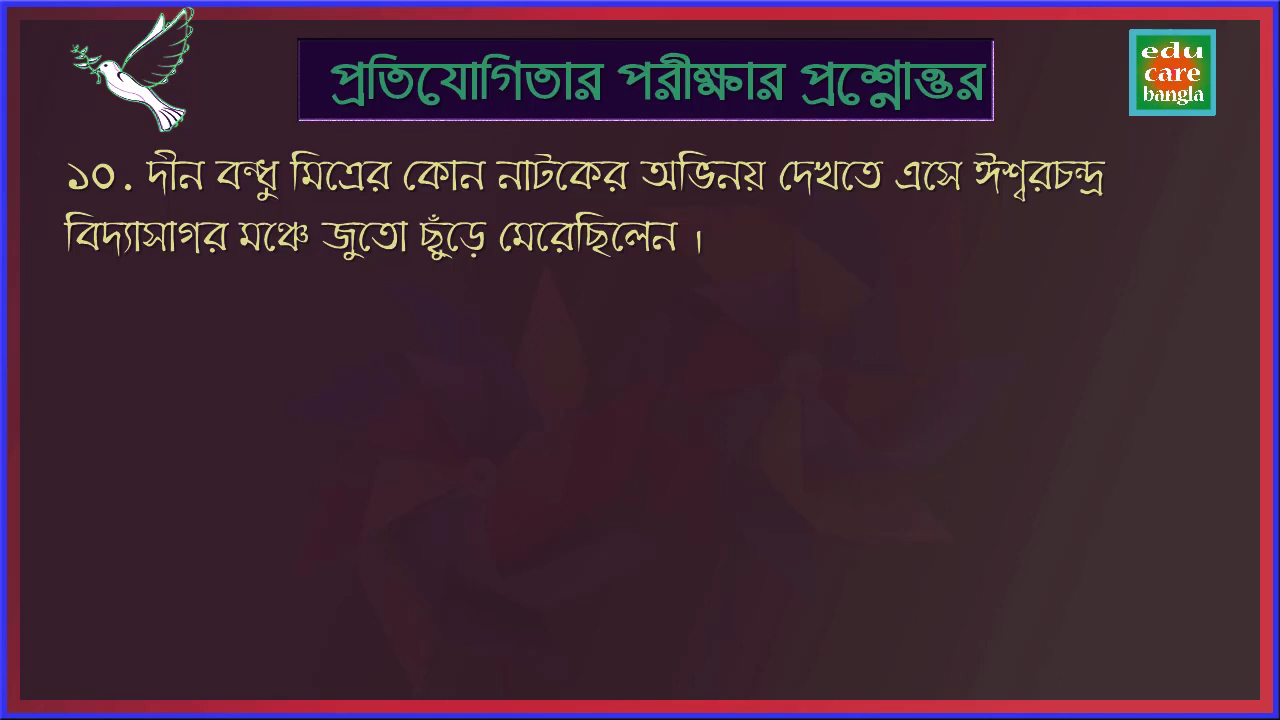 প্রতিযোগিতার পরীক্ষার প্রশ্নোত্তর
edu
care
bangla
১০. দীন বন্ধু মিত্রের কোন নাটকের অভিনয় দেখতে এসে ঈশ্বরচন্দ্র
বিদ্যাসাগর মঞ্চে জুতো ছুঁড়ে মেরেছিলেন ।